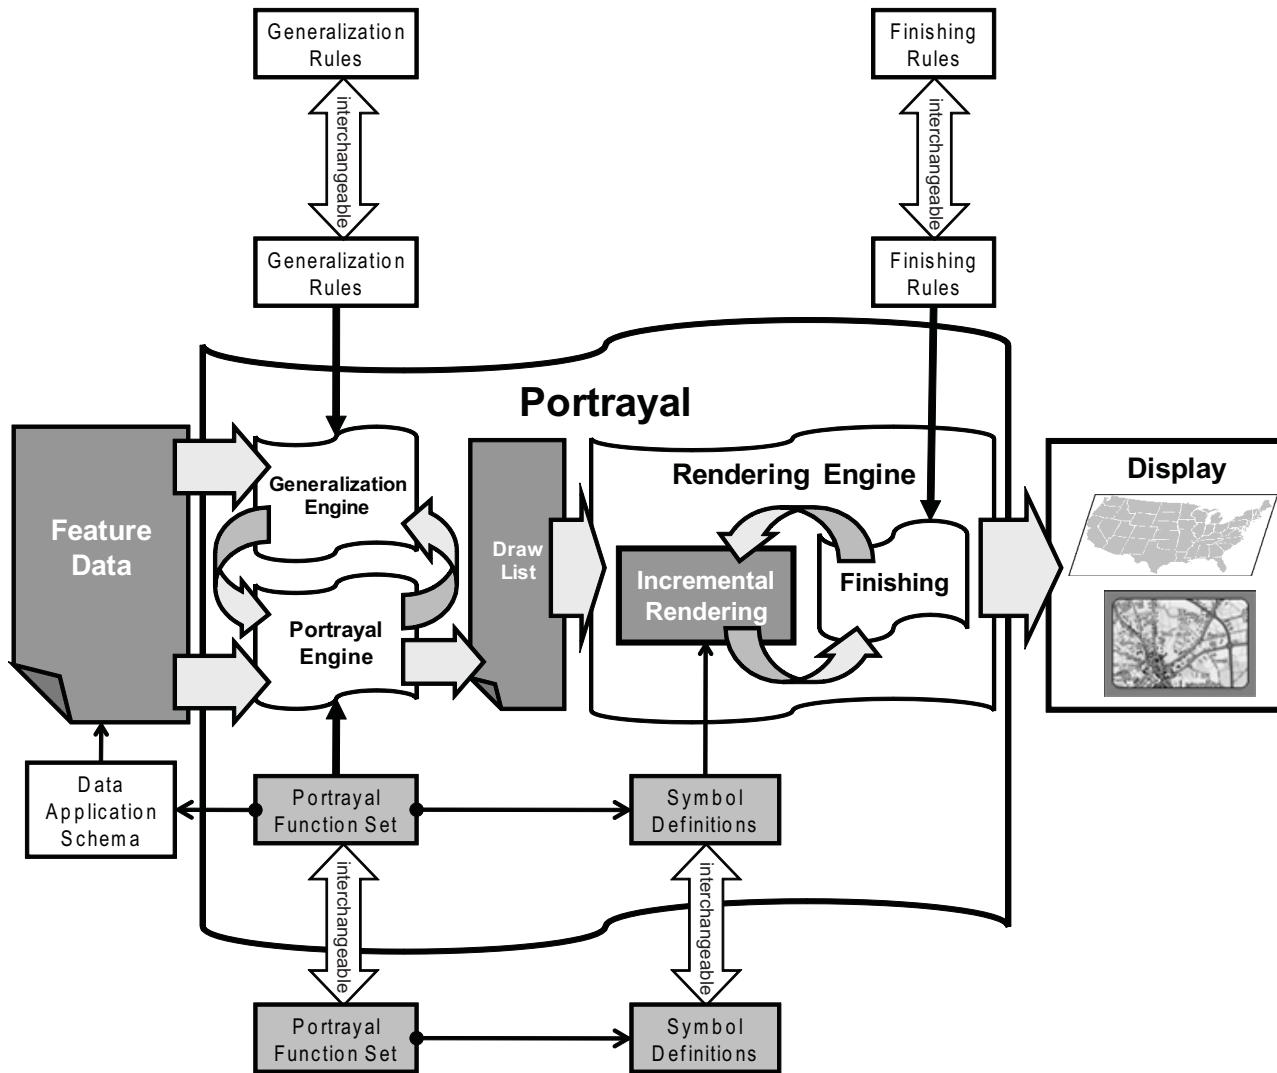 Generalization
Rules
Finishing
Rules
interchangeable
interchangeable
Generalization
Rules
Finishing
Rules
Portrayal
Feature
Data
Generalization
Engine
Portrayal
Engine
Draw
List
Rendering Engine
Incremental
Rendering
Finishing
Display
Data
Application
Schema
Portrayal
Function Set
Symbol
Definitions
interchangeable
interchangeable
Portrayal
Function Set
Symbol
Definitions